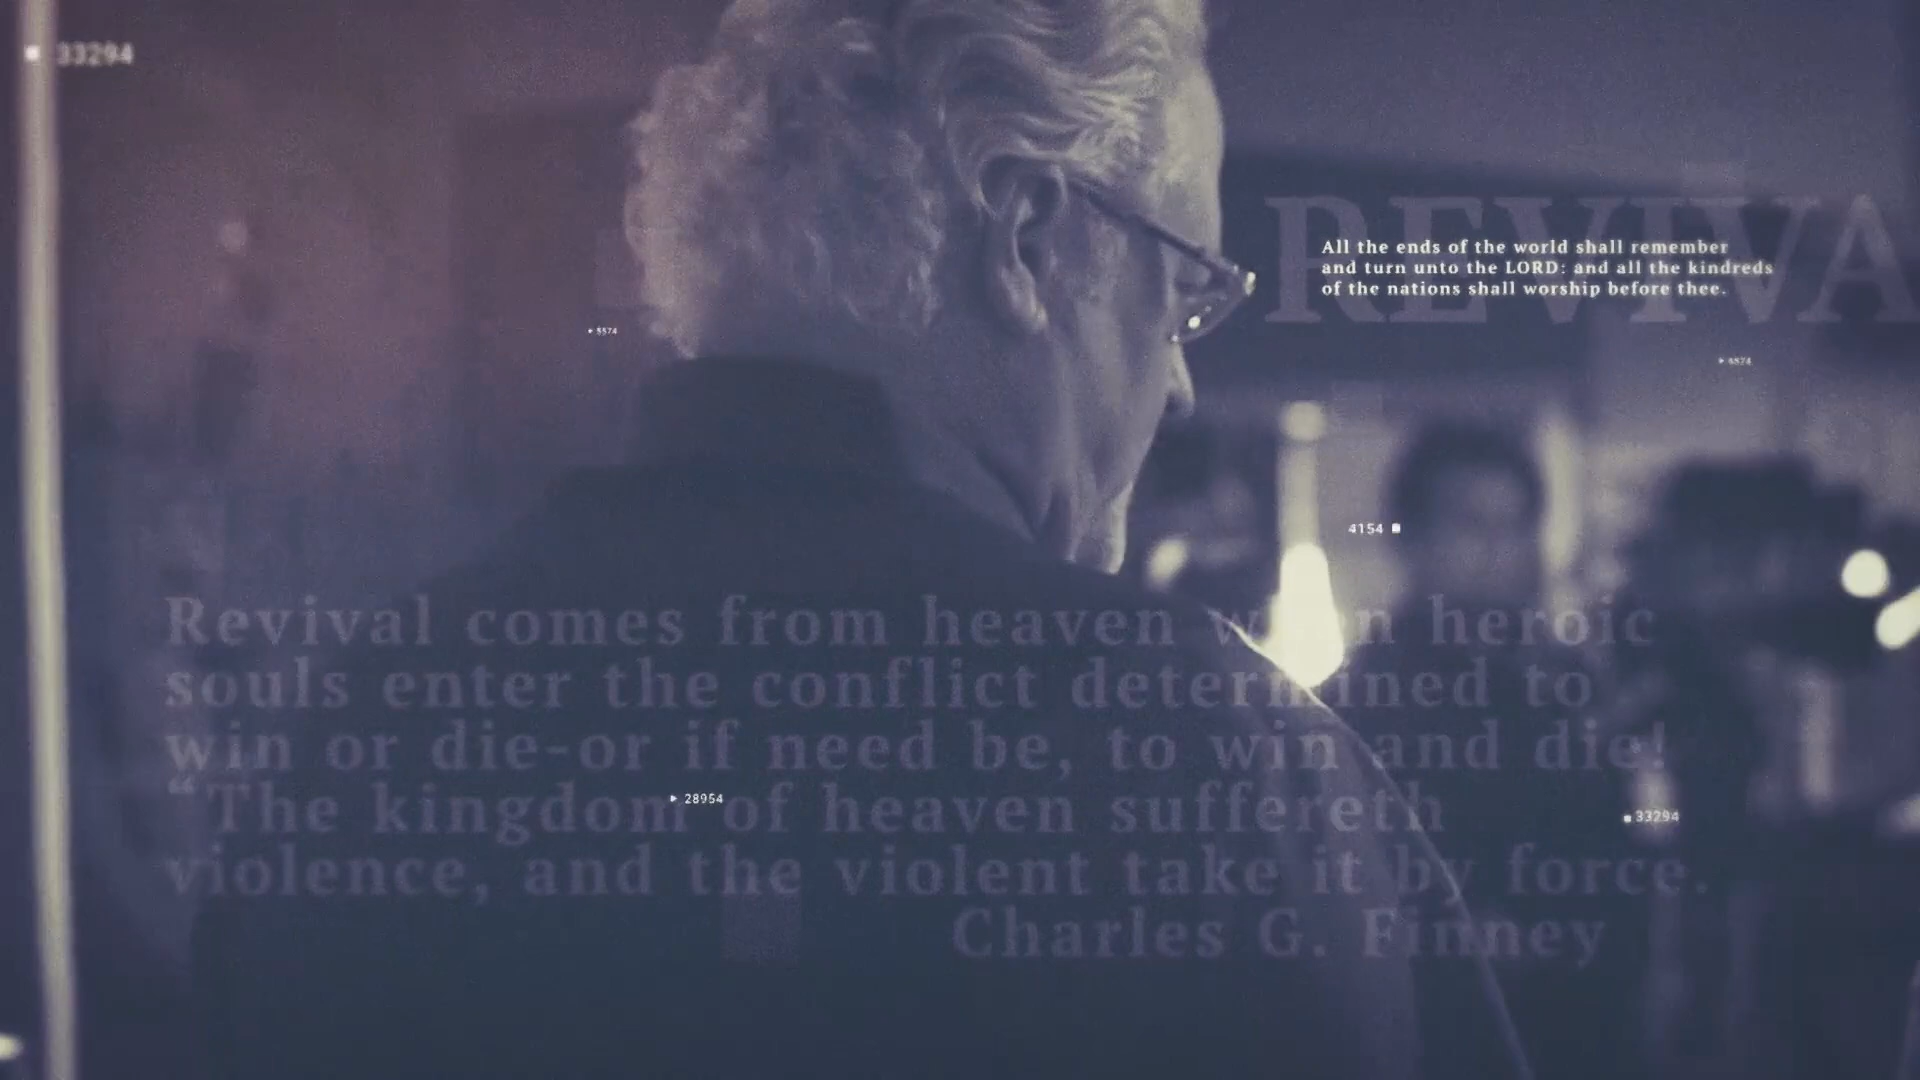 33294
REVIVA
All the ends of the world shall remember
and turn unto the LORD: and all the kindreds
of the nations shall worship before thee.
5574
4574
4154
Revival comes from heaven when heroic
souls enter the conflict determined to
win or die-or if need be, to win and die!
“The kingdom of heaven suffereth
28954
33294
violence, and the violent take it by force.
Charles G. Finney